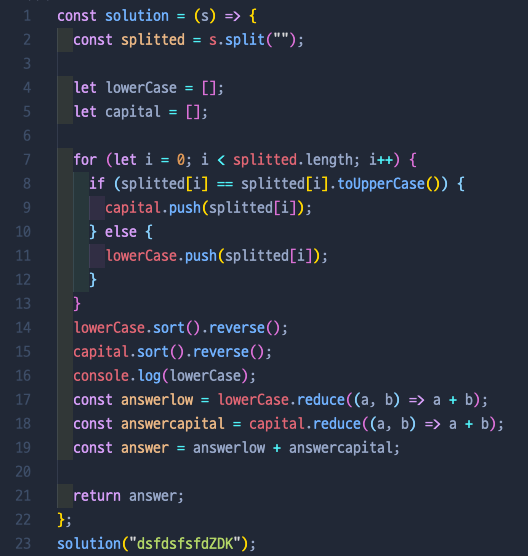 1 const solution = (s) => {
2 const splitted = s.split("");
3
4 let lowerCase = [];
5 let capital = [];
6
7 for (let i = 0; i < splitted.length; i++) {
8 if (splitted[i] == splitted[i].toUpperCase()) {
9 capital.push(splitted[i]);
10 } else {
11 lowerCase.push(splitted[i]);
12 }
13 }
14 lowerCase.sort().reverse();
15 capital.sort().reverse();
16 console.log(lowerCase);
17 const answerlow = lowerCase.reduce((a, b) => a + b);
18 const answercapital = capital.reduce((a, b) => a + b);
19 const answer = answerlow + answercapital;
20
21 return answer;
22 };
23 solution("dsfdsfsfdZDK");